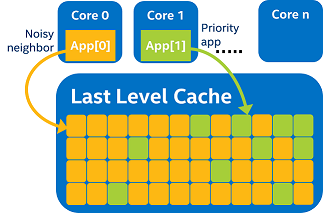 Core 0
Core 1
Core n
Noisy
neighbor
App[0]
App[1]
Priority
app
Last Level Cache